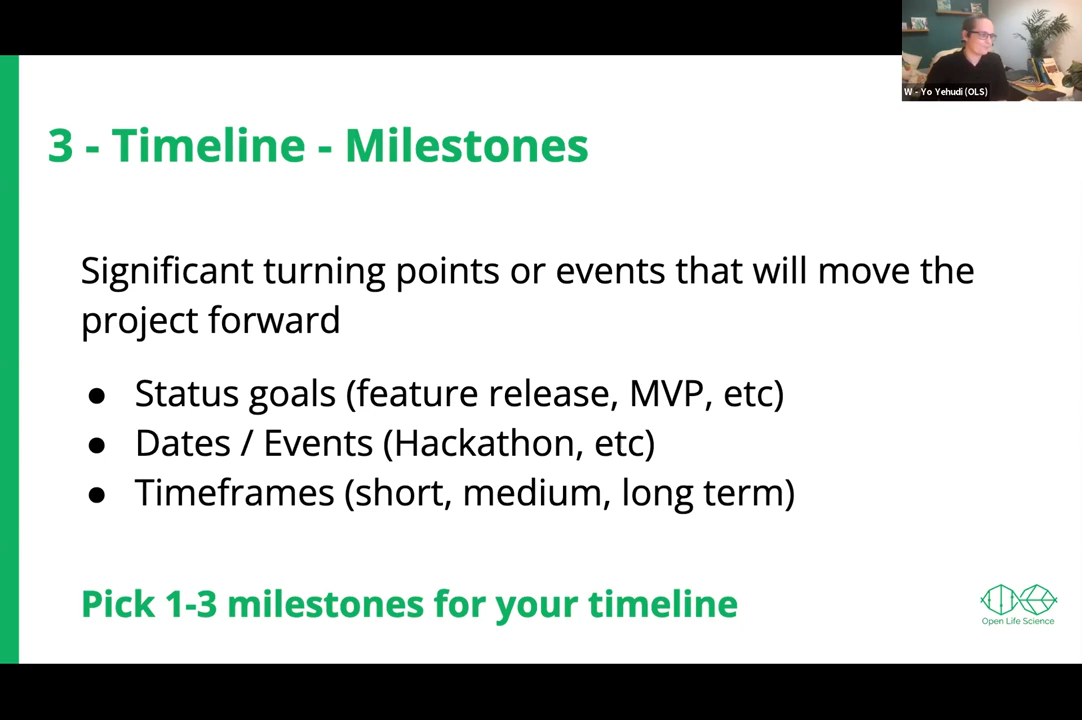 W - Yo Yehudi (OLS)
3 - Timeline - Milestones
Significant turning points or events that will move the
project forward
● Status goals (feature release, MVP, etc)
● Dates / Events (Hackathon, etc)
● Timeframes (short, medium, long term)
Pick 1-3 milestones for your timeline
Open Life Science